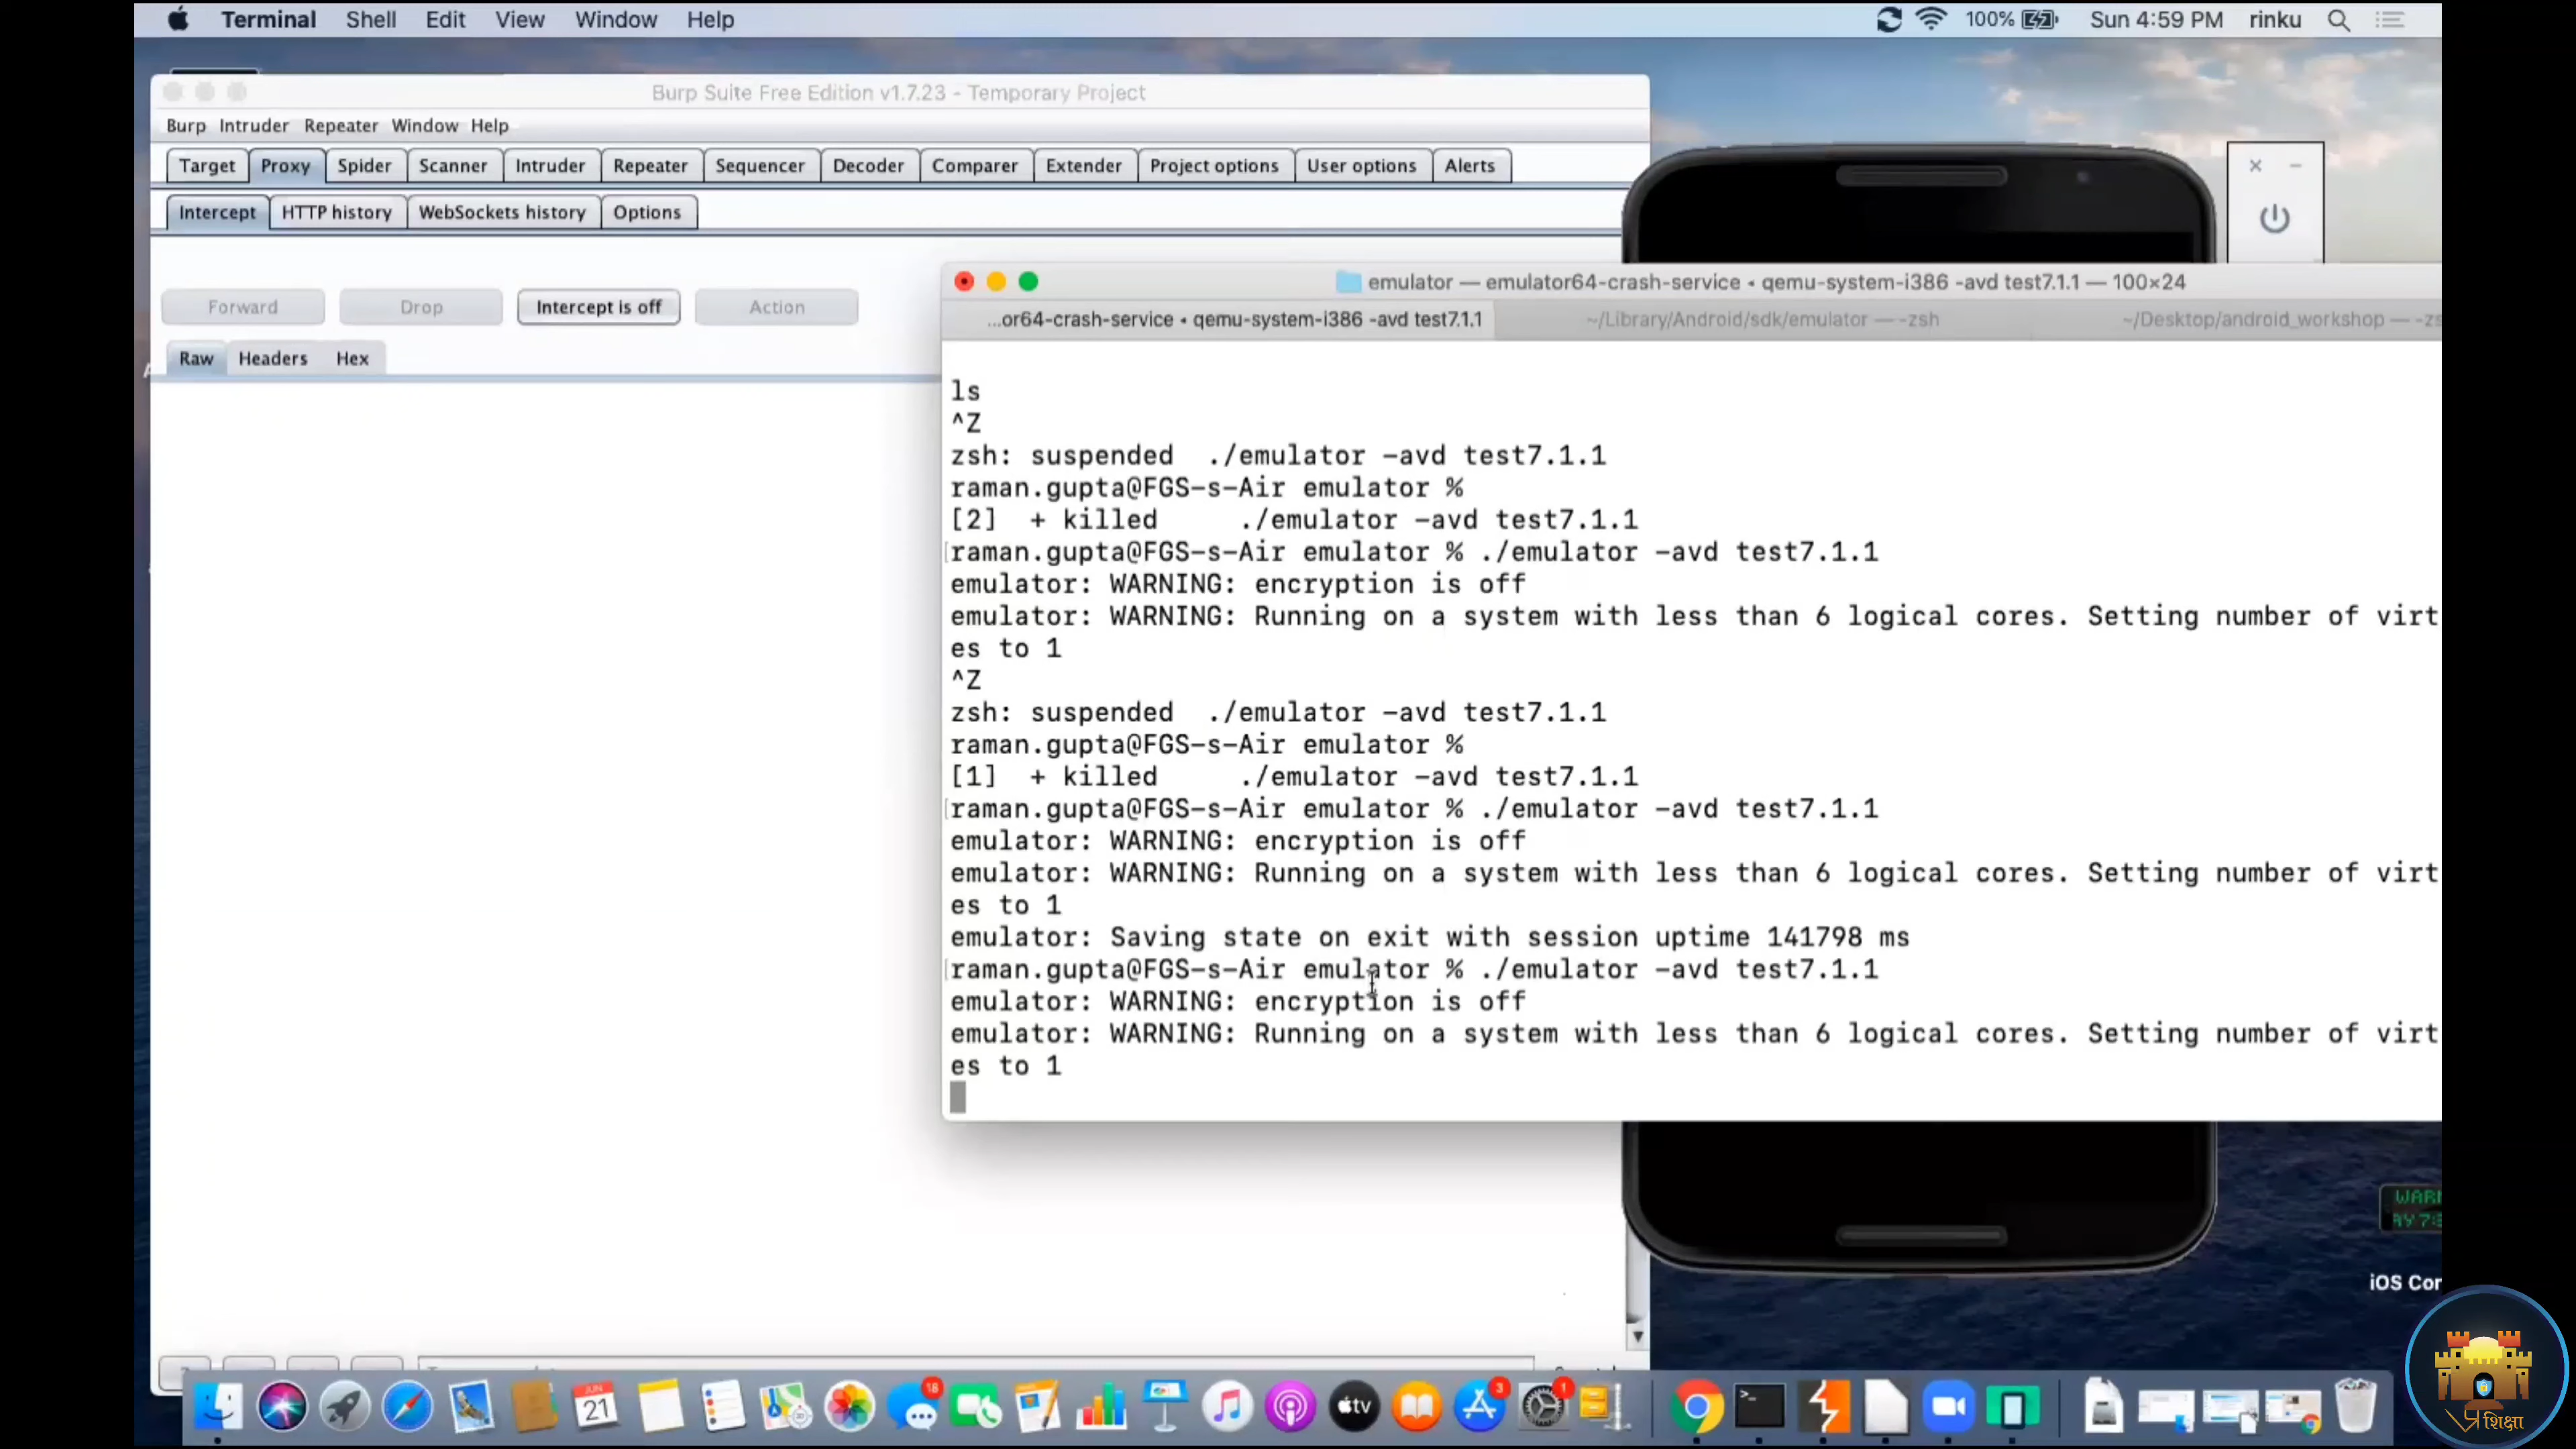 Terminal Shell Edit View Window Help
100% Sun 4:59 PM rinku
Burp Suite Free Edition v1.7.23 - Temporary Project
Burp Intruder Repeater Window Help
Target Proxy Spider Scanner Intruder Repeater Sequencer Decoder Comparer Extender Project options User options Alerts
Intercept HTTP history WebSockets history Options
Forward Drop Intercept is off Action
Raw Headers Hex
emulator — emulator64-crash-service • qemu-system-i386 -avd test7.1.1 — 100×24
...or64-crash-service • qemu-system-i386 -avd test7.1.1 ~/Library/Android/sdk/emulator — -zsh ~/Desktop/android_workshop — -zs
ls
^Z
zsh: suspended ./emulator -avd test7.1.1
raman.gupta@FGS-s-Air emulator %
[2] + killed ./emulator -avd test7.1.1
raman.gupta@FGS-s-Air emulator % ./emulator -avd test7.1.1
emulator: WARNING: encryption is off
emulator: WARNING: Running on a system with less than 6 logical cores. Setting number of virt
es to 1
^Z
zsh: suspended ./emulator -avd test7.1.1
raman.gupta@FGS-s-Air emulator %
[1] + killed ./emulator -avd test7.1.1
raman.gupta@FGS-s-Air emulator % ./emulator -avd test7.1.1
emulator: WARNING: encryption is off
emulator: WARNING: Running on a system with less than 6 logical cores. Setting number of virt
es to 1
emulator: Saving state on exit with session uptime 141798 ms
raman.gupta@FGS-s-Air emulator % ./emulator -avd test7.1.1
emulator: WARNING: encryption is off
emulator: WARNING: Running on a system with less than 6 logical cores. Setting number of virt
es to 1
WARN
AY 7:
iOS Cor
18
JUN
21
tv
3
1
प्रशिक्षा